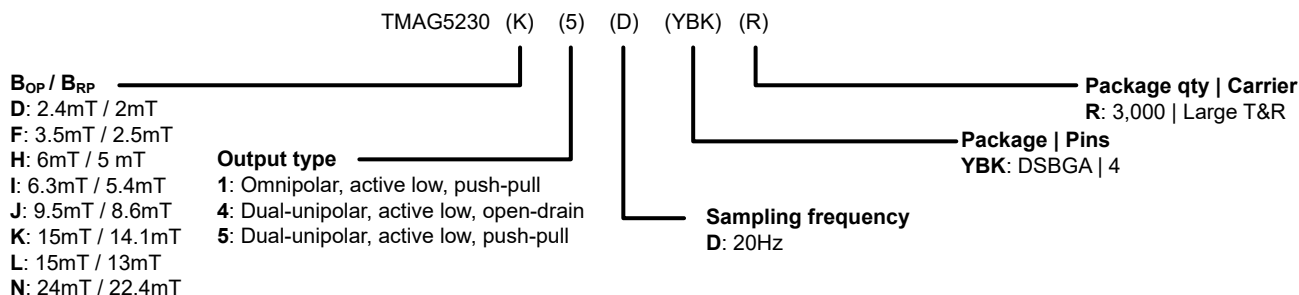 TMAG5230 (K) (5) (D) (YBK) (R)
BOP / BRP
D: 2.4mT / 2mT
F: 3.5mT / 2.5mT
H: 6mT / 5 mT
I: 6.3mT / 5.4mT
J: 9.5mT / 8.6mT
K: 15mT / 14.1mT
L: 15mT / 13mT
N: 24mT / 22.4mT
Output type
1: Omnipolar, active low, push-pull
4: Dual-unipolar, active low, open-drain
5: Dual-unipolar, active low, push-pull
Sampling frequency
D: 20Hz
Package | Pins
YBK: DSBGA | 4
Package qty | Carrier
R: 3,000 | Large T&R